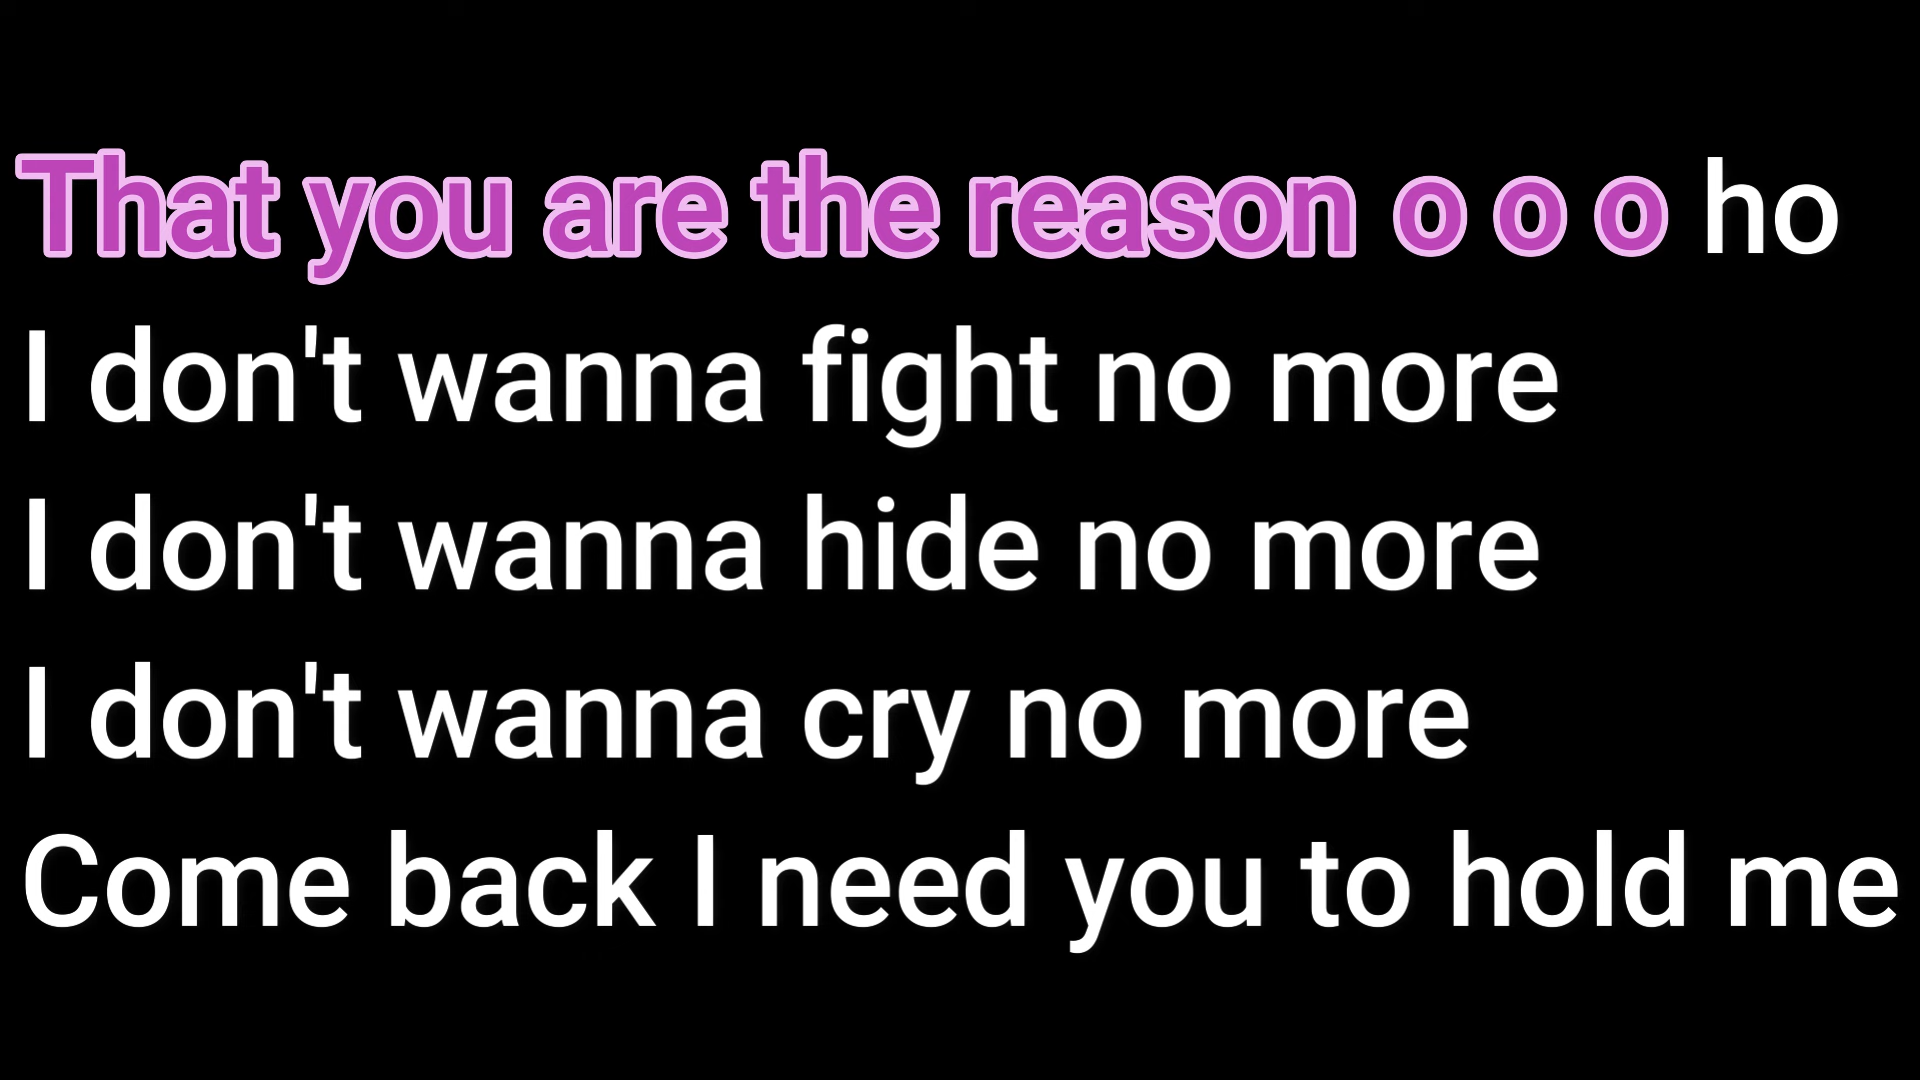 That you are the reason o o o ho
I don't wanna fight no more
I don't wanna hide no more
I don't wanna cry no more
Come back I need you to hold me